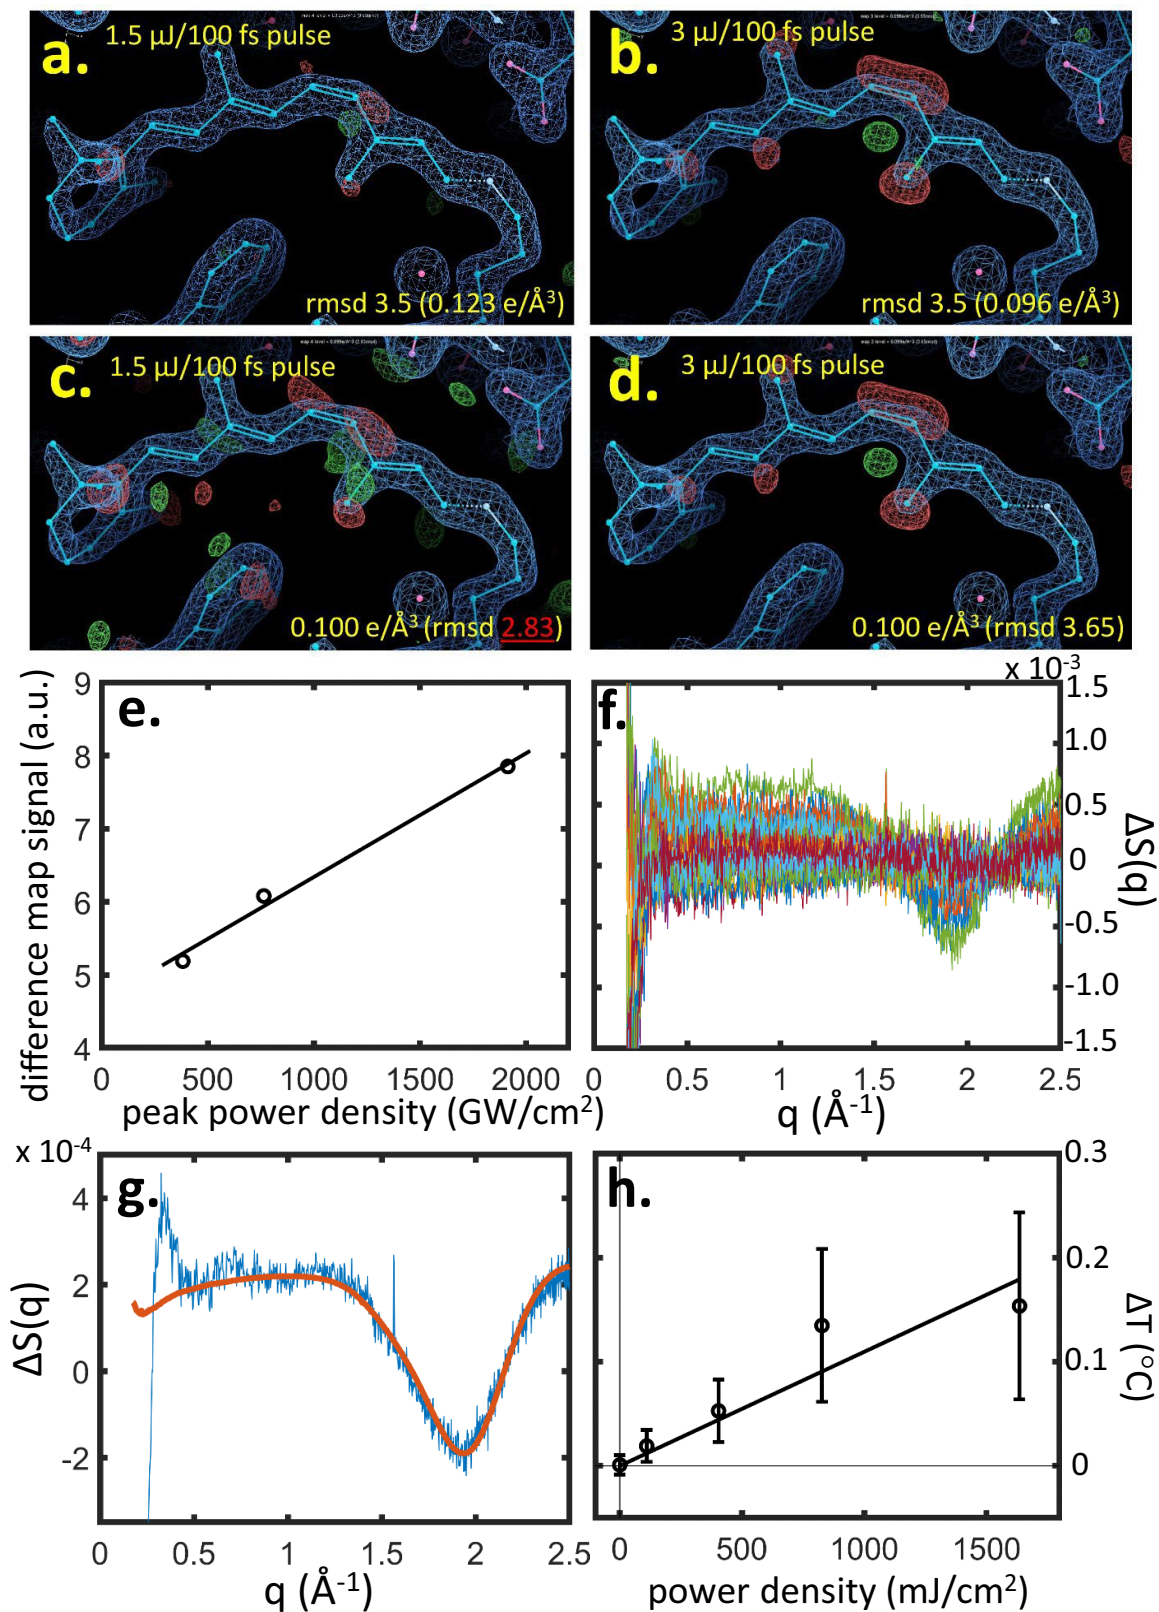 a.
1.5 µJ/100 fs pulse
rmsd 3.5 (0.123 e/Å³)
b.
3 µJ/100 fs pulse
rmsd 3.5 (0.096 e/Å³)
c.
1.5 µJ/100 fs pulse
0.100 e/Å³ (rmsd 2.83)
d.
3 µJ/100 fs pulse
0.100 e/Å³ (rmsd 3.65)
e.
difference map signal (a.u.)
9
8
7
6
5
4
0 500 1000 1500 2000
peak power density (GW/cm²)
f.
x 10⁻³
1.5
1.0
0.5
0
-0.5
-1.0
-1.5
ΔS(q)
0 0.5 1 1.5 2 2.5
q (Å⁻¹)
g.
x 10⁻⁴
4
2
0
-2
ΔS(q)
0 0.5 1 1.5 2 2.5
q (Å⁻¹)
h.
0.3
0.2
0.1
0
ΔT (°C)
0 500 1000 1500
power density (mJ/cm²)